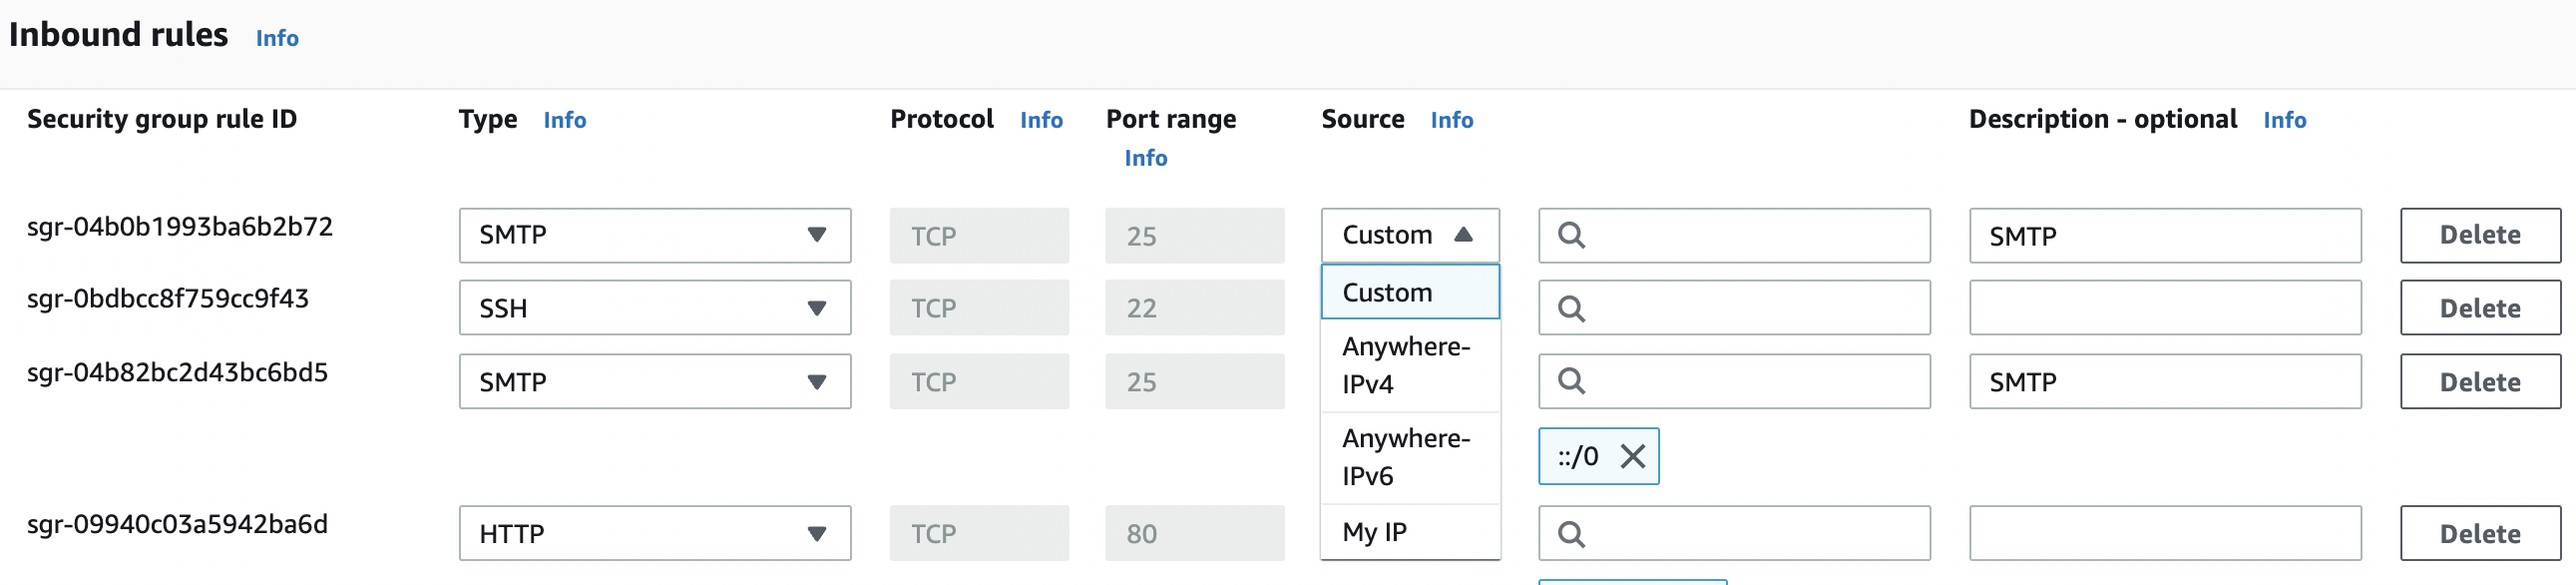 Inbound rules Info
Security group rule ID Type Info Protocol Info Port range Info Source Info Description - optional Info
sgr-04b0b1993ba6b2b72 SMTP TCP 25 Custom SMTP Delete
Custom
sgr-0bdbcc8f759cc9f43 SSH TCP 22 Delete
Anywhere-
IPv4
sgr-04b82bc2d43bc6bd5 SMTP TCP 25 SMTP Delete
Anywhere-
IPv6
::/0
sgr-09940c03a5942ba6d HTTP TCP 80 My IP Delete